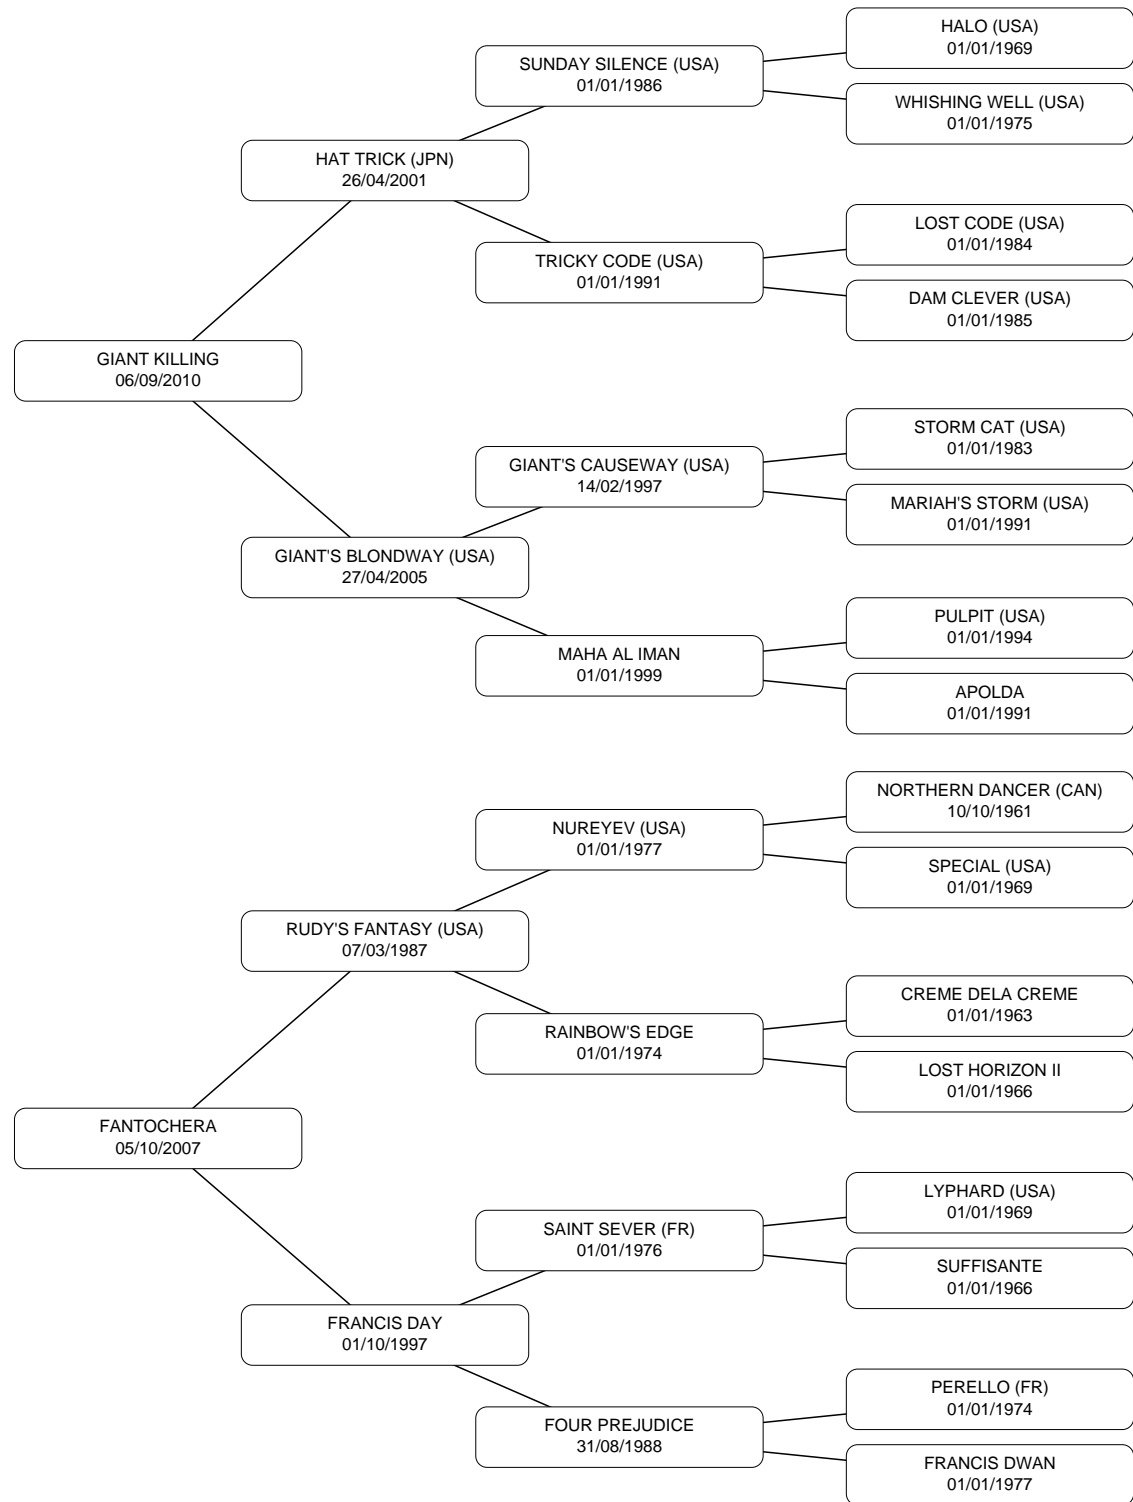 HALO (USA)
01/01/1969
SUNDAY SILENCE (USA)
01/01/1986
WHISHING WELL (USA)
01/01/1975
HAT TRICK (JPN)
26/04/2001
LOST CODE (USA)
01/01/1984
TRICKY CODE (USA)
01/01/1991
DAM CLEVER (USA)
01/01/1985
GIANT KILLING
06/09/2010
STORM CAT (USA)
01/01/1983
GIANT'S CAUSEWAY (USA)
14/02/1997
MARIAH'S STORM (USA)
01/01/1991
GIANT'S BLONDWAY (USA)
27/04/2005
PULPIT (USA)
01/01/1994
MAHA AL IMAN
01/01/1999
APOLDA
01/01/1991
NORTHERN DANCER (CAN)
10/10/1961
NUREYEV (USA)
01/01/1977
SPECIAL (USA)
01/01/1969
RUDY'S FANTASY (USA)
07/03/1987
CREME DELA CREME
01/01/1963
RAINBOW'S EDGE
01/01/1974
LOST HORIZON II
01/01/1966
FANTOCHERA
05/10/2007
LYPHARD (USA)
01/01/1969
SAINT SEVER (FR)
01/01/1976
SUFFISANTE
01/01/1966
FRANCIS DAY
01/10/1997
PERELLO (FR)
01/01/1974
FOUR PREJUDICE
31/08/1988
FRANCIS DWAN
01/01/1977